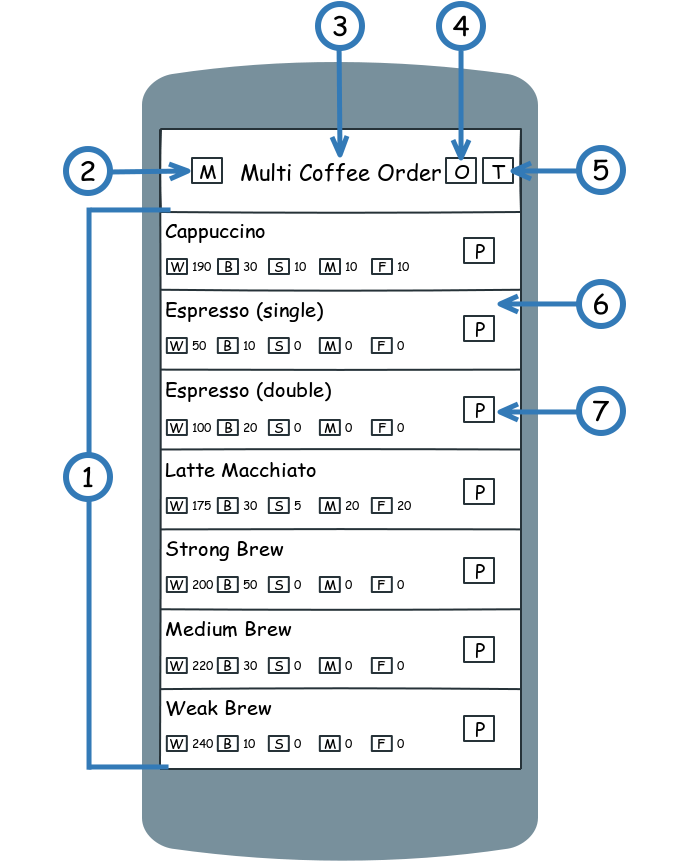 3 4
2 M Multi Coffee Order O T 5
Cappuccino
P
W 190 B 30 S 10 M 10 F 10
6
Espresso (single)
P
W 50 B 10 S 0 M 0 F 0
Espresso (double)
P 7
W 100 B 20 S 0 M 0 F 0
1
Latte Macchiato
P
W 175 B 30 S 5 M 20 F 20
Strong Brew
P
W 200 B 50 S 0 M 0 F 0
Medium Brew
P
W 220 B 30 S 0 M 0 F 0
Weak Brew
P
W 240 B 10 S 0 M 0 F 0